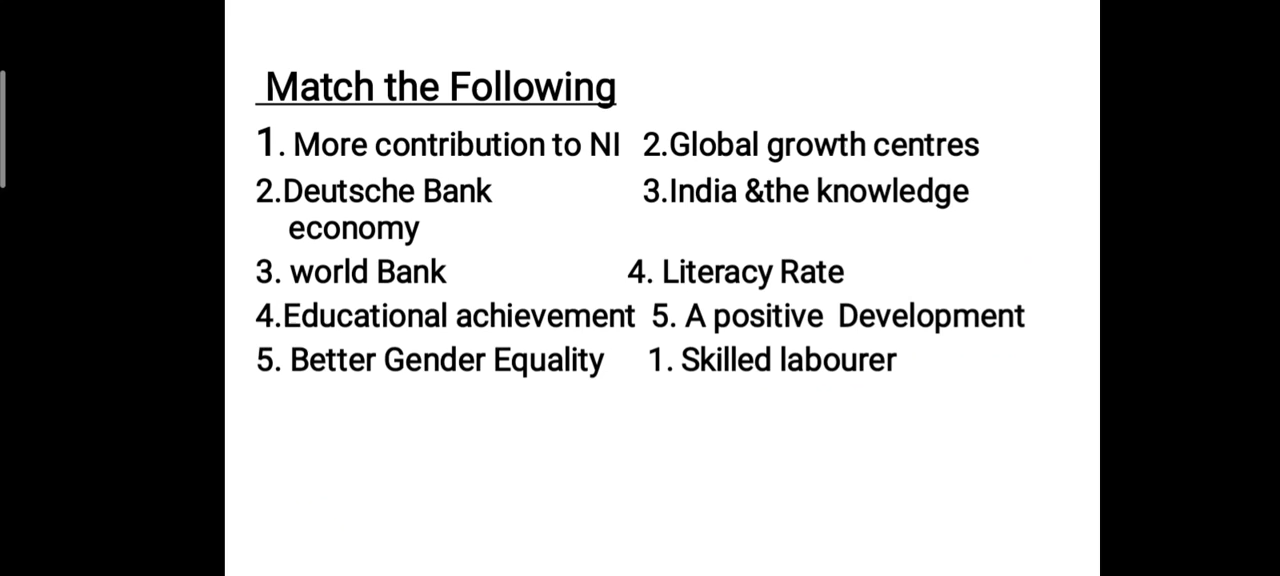 Match the Following
1. More contribution to NI 2.Global growth centres
2.Deutsche Bank 3.India &the knowledge
economy
3. world Bank 4. Literacy Rate
4.Educational achievement 5. A positive Development
5. Better Gender Equality 1. Skilled labourer